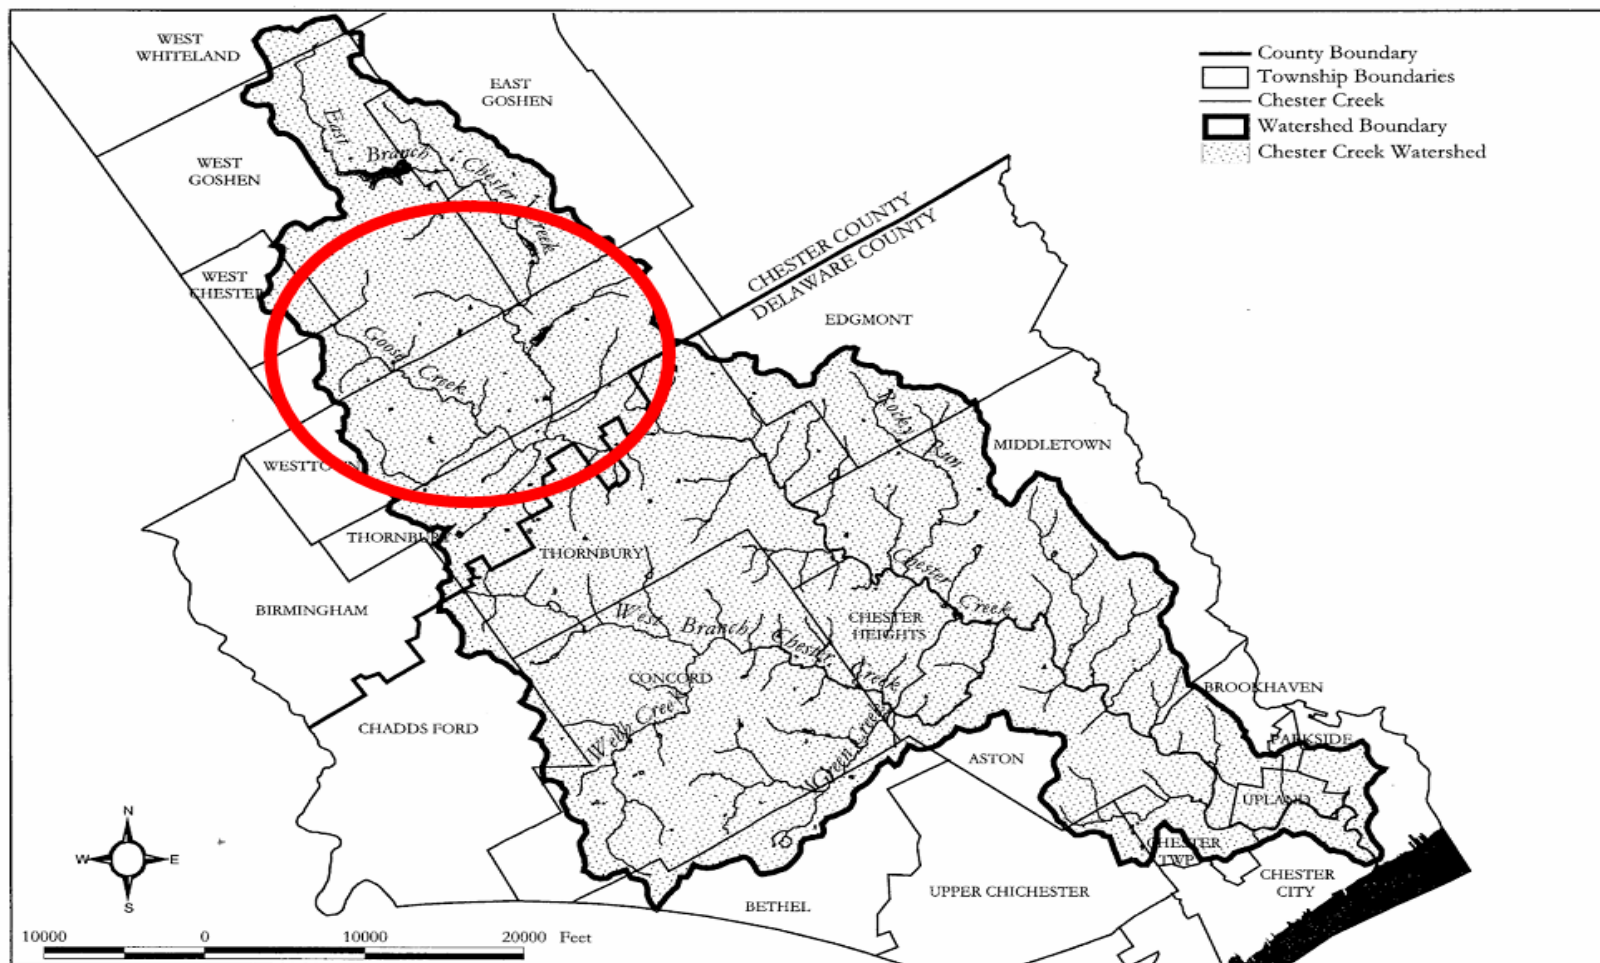 WEST
WHITELAND
EAST
GOSHEN
County Boundary
Township Boundaries
Chester Creek
Watershed Boundary
Chester Creek Watershed
East
Branch
Chester
Creek
WEST
GOSHEN
WEST
CHESTER
CHESTER COUNTY
DELAWARE COUNTY
EDGMONT
Goose
Creek
Rocky
Run
MIDDLETOWN
WESTTOWN
THORNBURY
THORNBURY
BIRMINGHAM
Chester
Creek
West
Branch
Chester
Creek
CHESTER
HEIGHTS
CONCORD
Webb Creek
Green Creek
BROOKHAVEN
PARKSIDE
CHADDS FORD
ASTON
UPLAND
CHESTER
TWP
CHESTER
CITY
UPPER CHICHESTER
BETHEL
N
W
E
S
10000
0
10000
20000 Feet